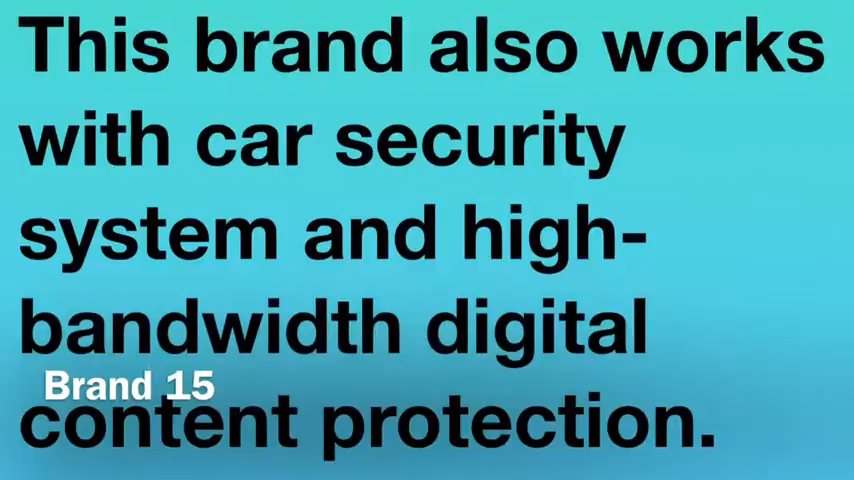 This brand also works
with car security
system and high-
bandwidth digital
Brand 15
content protection.